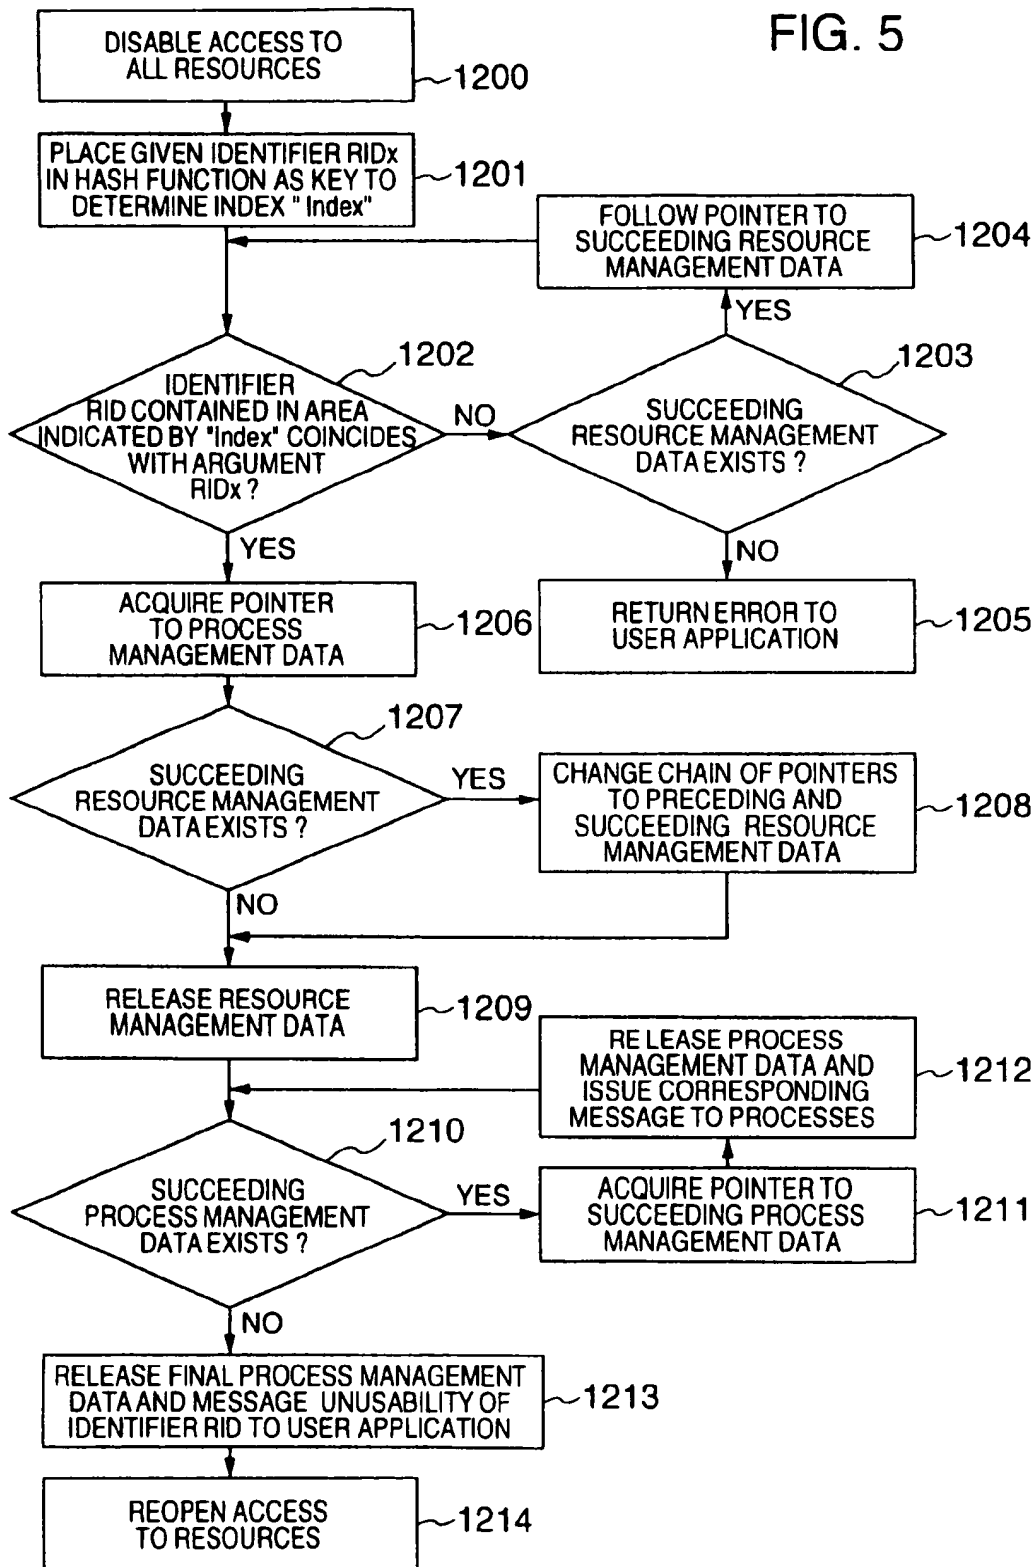 FIG. 5
DISABLE ACCESS TO
ALL RESOURCES
1200
PLACE GIVEN IDENTIFIER RIDx
IN HASH FUNCTION AS KEY TO
DETERMINE INDEX " Index"
1201
FOLLOW POINTER TO
SUCCEEDING RESOURCE
MANAGEMENT DATA
1204
YES
1202
IDENTIFIER
RID CONTAINED IN AREA
INDICATED BY "Index" COINCIDES
WITH ARGUMENT
RIDx ?
NO
1203
SUCCEEDING
RESOURCE MANAGEMENT
DATA EXISTS ?
YES
NO
ACQUIRE POINTER
TO PROCESS
MANAGEMENT DATA
1206
RETURN ERROR TO
USER APPLICATION
1205
1207
SUCCEEDING
RESOURCE MANAGEMENT
DATA EXISTS ?
YES
CHANGE CHAIN OF POINTERS
TO PRECEDING AND
SUCCEEDING RESOURCE
MANAGEMENT DATA
1208
NO
RELEASE RESOURCE
MANAGEMENT DATA
1209
RE LEASE PROCESS
MANAGEMENT DATA AND
ISSUE CORRESPONDING
MESSAGE TO PROCESSES
1212
1210
SUCCEEDING
PROCESS MANAGEMENT
DATA EXISTS ?
YES
ACQUIRE POINTER TO
SUCCEEDING PROCESS
MANAGEMENT DATA
1211
NO
RELEASE FINAL PROCESS MANAGEMENT
DATA AND MESSAGE UNUSABILITY OF
IDENTIFIER RID TO USER APPLICATION
1213
REOPEN ACCESS
TO RESOURCES
1214